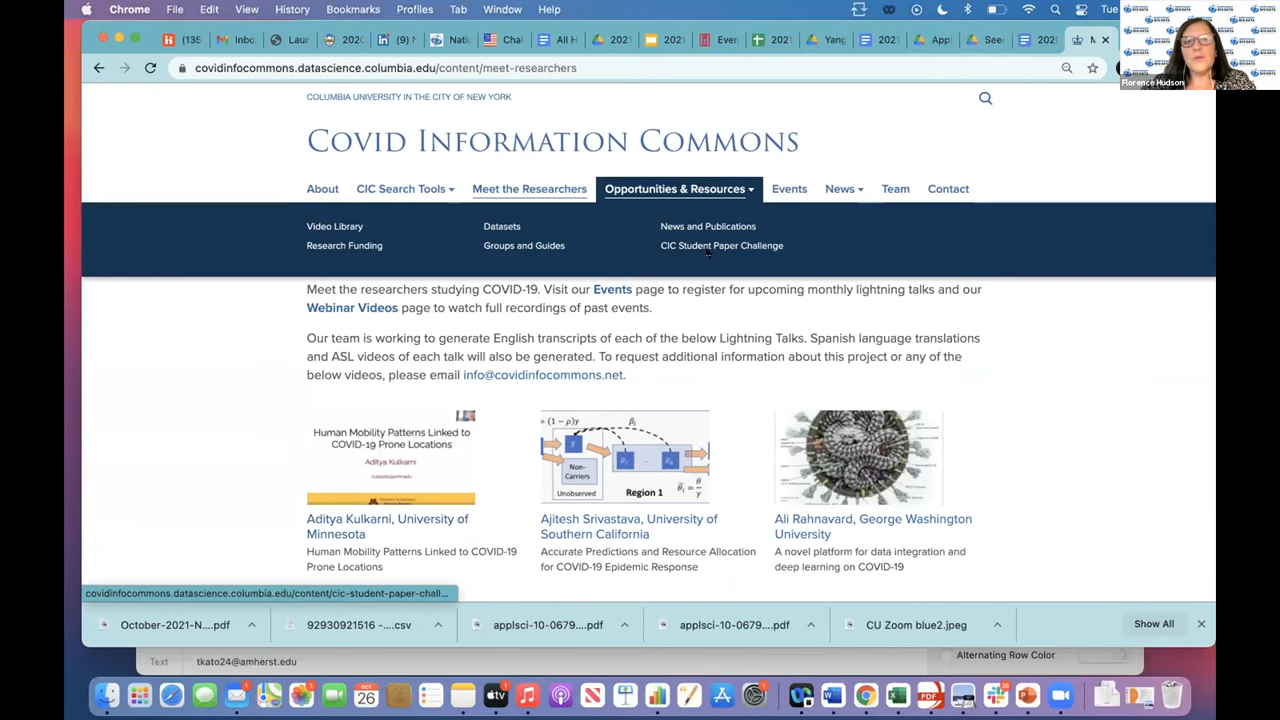 Chrome File Edit View History Profiles Tue
Florence Hudson
COLUMBIA UNIVERSITY IN THE CITY OF NEW YORK
COVID INFORMATION COMMONS
About CIC Search Tools Meet the Researchers Opportunities & Resources Events News Team Contact
Video Library Datasets News and Publications
Research Funding Groups and Guides CIC Student Paper Challenge
Meet the researchers studying COVID-19. Visit our Events page to register for upcoming monthly lightning talks and our
Webinar Videos page to watch full recordings of past events.
Our team is working to generate English transcripts of each of the below Lightning Talks. Spanish language translations
and ASL videos of each talk will also be generated. To request additional information about this project or any of the
below videos, please email info@covidinfocommons.net.
Human Mobility Patterns Linked to
COVID-19 Prone Locations
Aditya Kulkarni
= (1-ρ)γ
Non-
Carriers
Unobserved
Region 1
Aditya Kulkarni, University of
Minnesota
Human Mobility Patterns Linked to COVID-19
Prone Locations
Ajitesh Srivastava, University of
Southern California
Accurate Predictions and Resource Allocation
for COVID-19 Epidemic Response
Ali Rahnavard, George Washington
University
A novel platform for data integration and
deep learning on COVID-19
covidinfocommons.datascience.columbia.edu/content/cic-student-paper-chall...
October-2021-N....pdf 92930921516 -....csv applsci-10-0679....pdf applsci-10-0679....pdf CU Zoom blue2.jpeg Show All
Text tkato24@amherst.edu Alternating Row Color